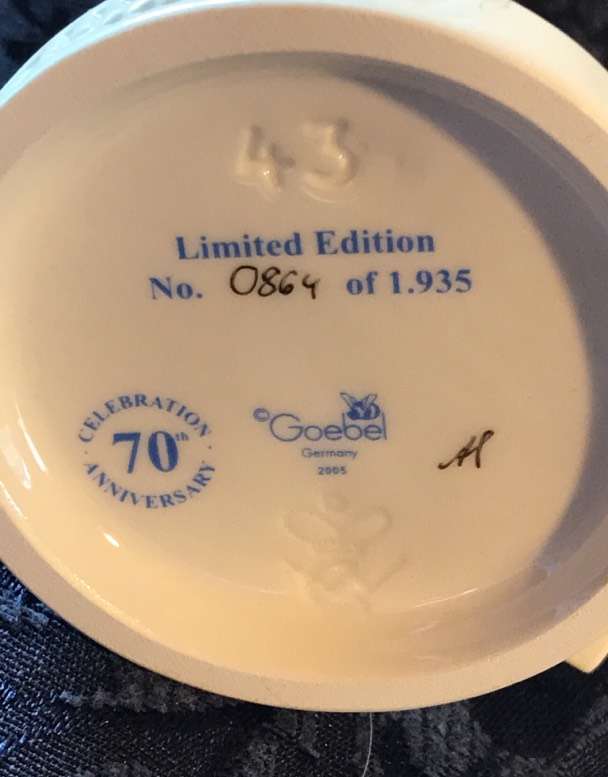 43
Limited Edition
No. 0864 of 1.935
CELEBRATION
70th
ANNIVERSARY
©Goebel
Germany
2005